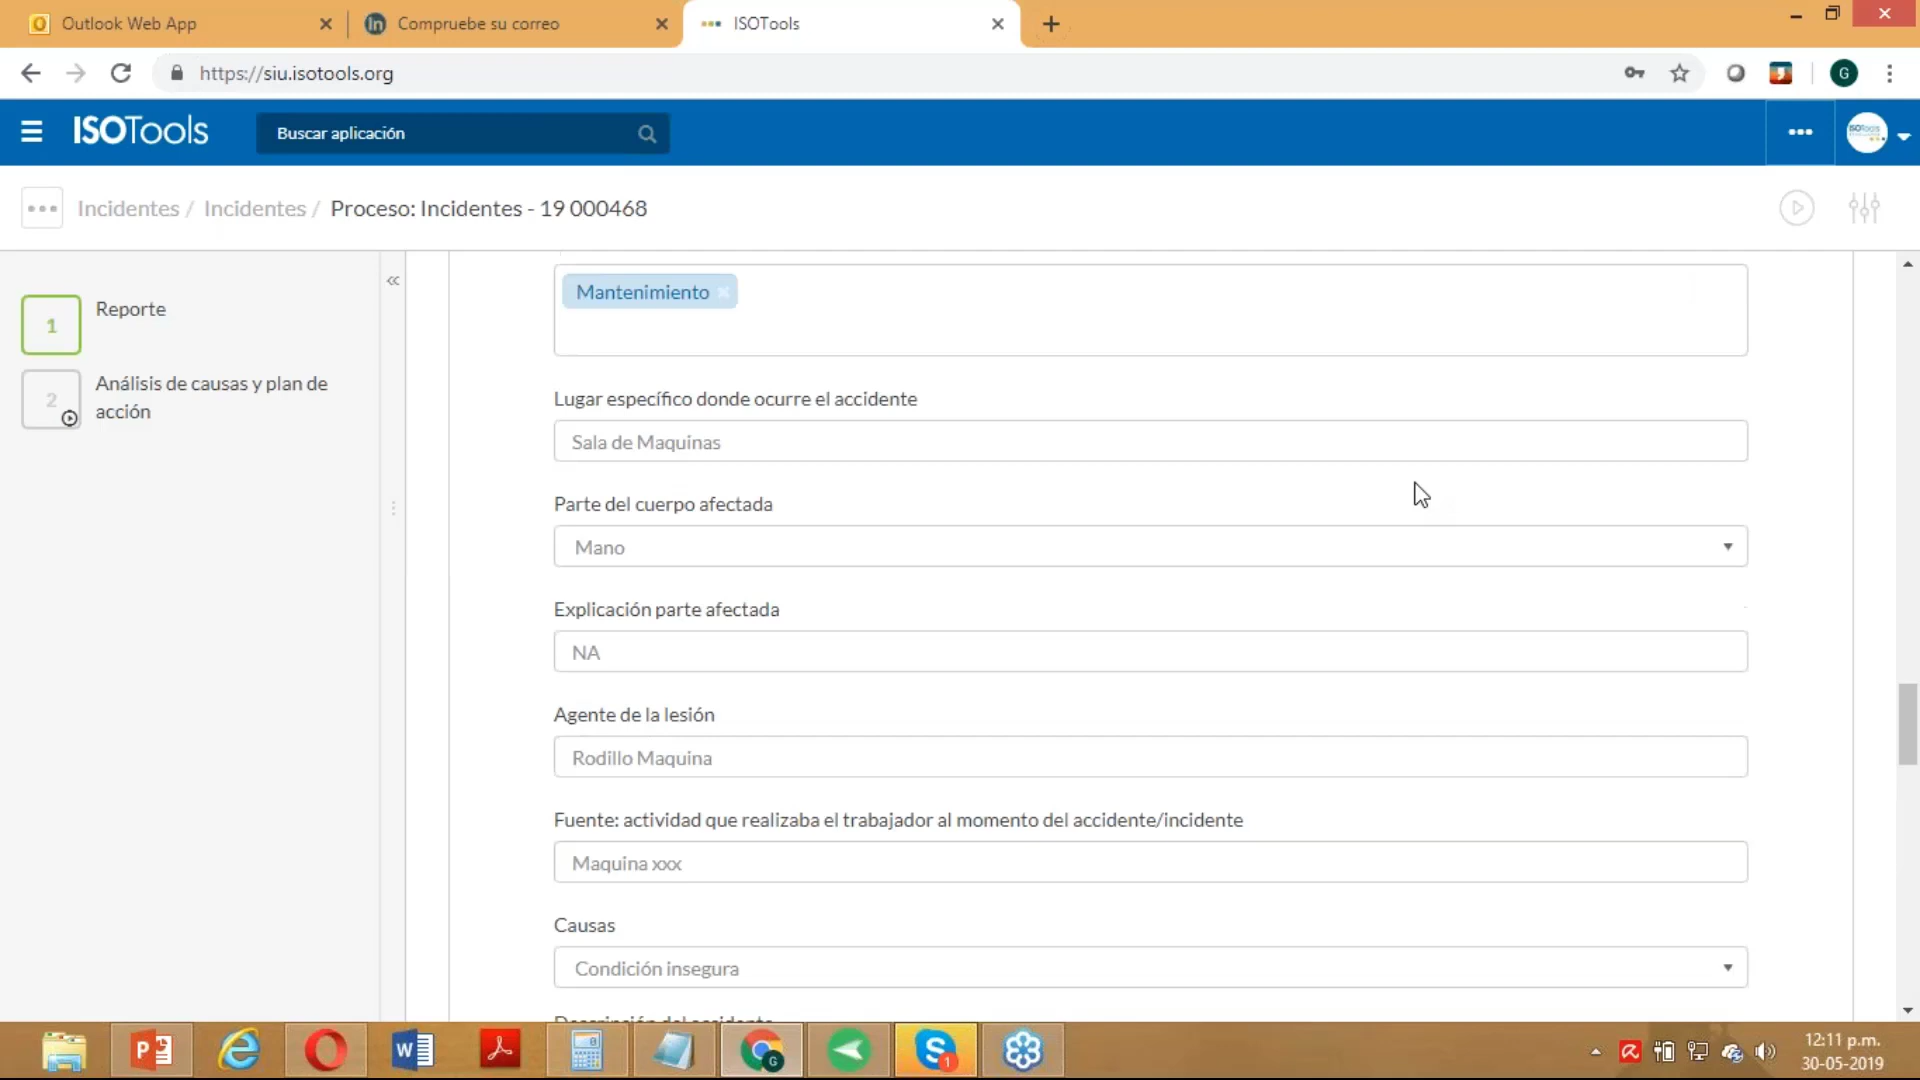 Outlook Web App
Compruebe su correo
ISOTools
https://siu.isotools.org
G
ISOTools
Buscar aplicación
Incidentes / Incidentes / Proceso: Incidentes - 19 000468
1
Reporte
2
Análisis de causas y plan de
acción
Mantenimiento
Lugar específico donde ocurre el accidente
Sala de Maquinas
Parte del cuerpo afectada
Mano
Explicación parte afectada
NA
Agente de la lesión
Rodillo Maquina
Fuente: actividad que realizaba el trabajador al momento del accidente/incidente
Maquina xxx
Causas
Condición insegura
Descripción del accidente
12:11 p.m.
30-05-2019